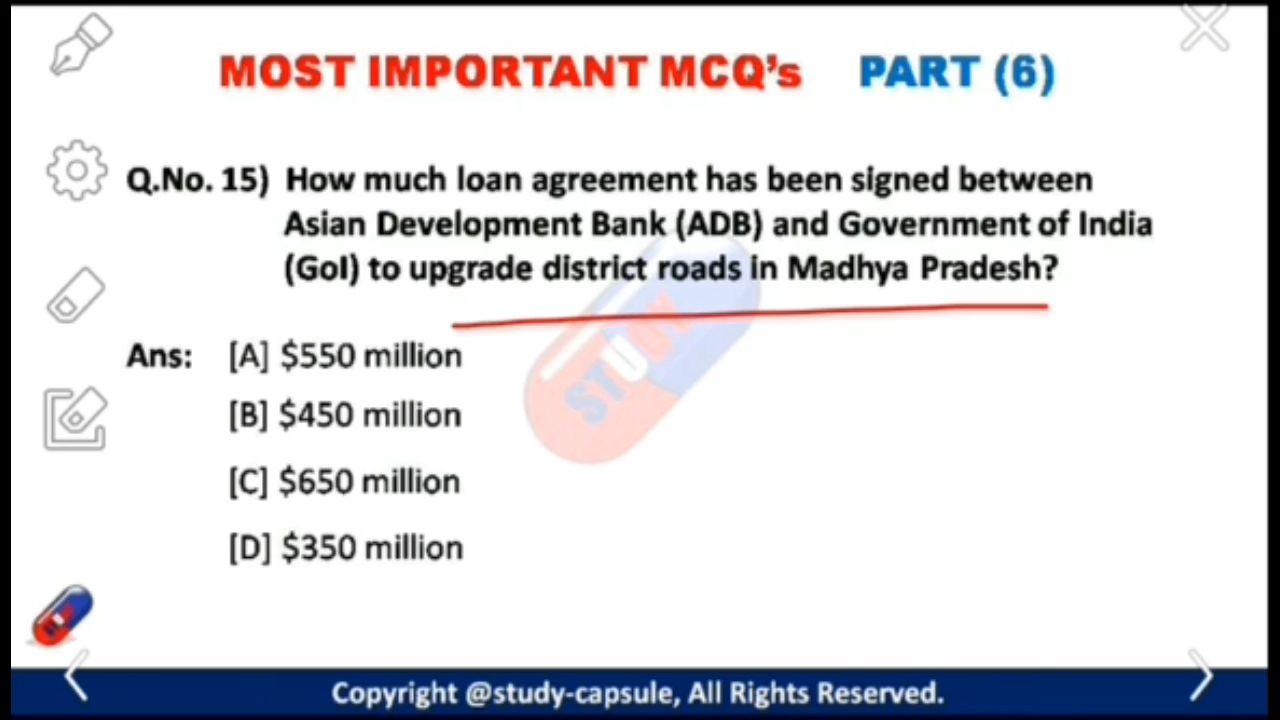 MOST IMPORTANT MCQ's PART (6)
Q.No. 15) How much loan agreement has been signed between
Asian Development Bank (ADB) and Government of India
(GoI) to upgrade district roads in Madhya Pradesh?
STUDY
Ans: [A] $550 million
[B] $450 million
[C] $650 million
[D] $350 million
Copyright @study-capsule, All Rights Reserved.